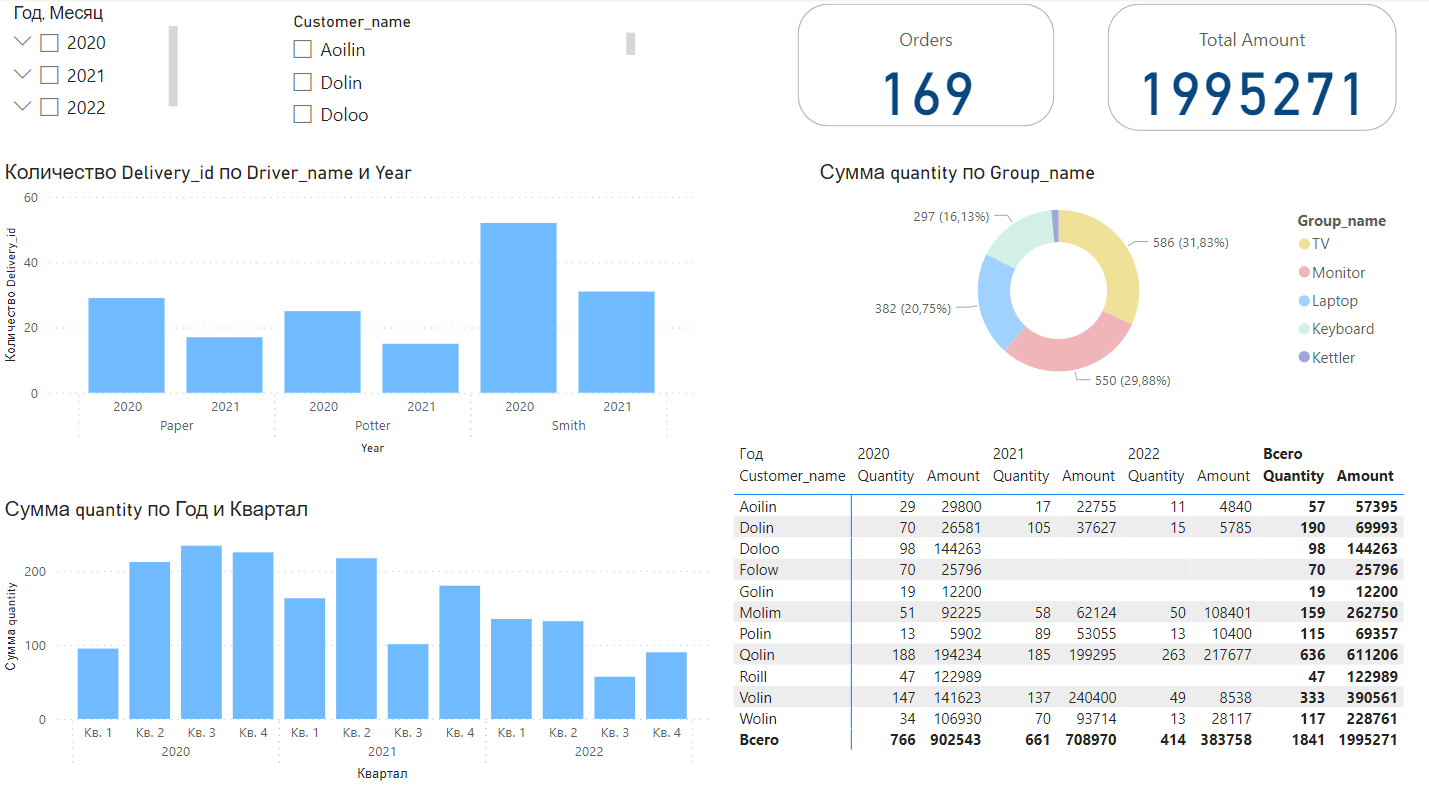 Год, Месяц
2020
2021
2022
Customer_name
Aoilin
Dolin
Doloo
Orders
169
Total Amount
1995271
Количество Delivery_id по Driver_name и Year
Количество Delivery_id
60
40
20
0
2020 2021 2020 2021 2020 2021
Paper Potter Smith
Year
Сумма quantity по Group_name
297 (16,13%)
586 (31,83%)
382 (20,75%)
550 (29,88%)
Group_name
TV
Monitor
Laptop
Keyboard
Kettler
Сумма quantity по Год и Квартал
Сумма quantity
200
100
0
Кв. 1 Кв. 2 Кв. 3 Кв. 4 Кв. 1 Кв. 2 Кв. 3 Кв. 4 Кв. 1 Кв. 2 Кв. 3 Кв. 4
2020 2021 2022
Квартал
Год 2020 2021 2022 Всего
Customer_name Quantity Amount Quantity Amount Quantity Amount Quantity Amount
Aoilin 29 29800 17 22755 11 4840 57 57395
Dolin 70 26581 105 37627 15 5785 190 69993
Doloo 98 144263 98 144263
Folow 70 25796 70 25796
Golin 19 12200 19 12200
Molim 51 92225 58 62124 50 108401 159 262750
Polin 13 5902 89 53055 13 10400 115 69357
Qolin 188 194234 185 199295 263 217677 636 611206
Roill 47 122989 47 122989
Volin 147 141623 137 240400 49 8538 333 390561
Wolin 34 106930 70 93714 13 28117 117 228761
Всего 766 902543 661 708970 414 383758 1841 1995271